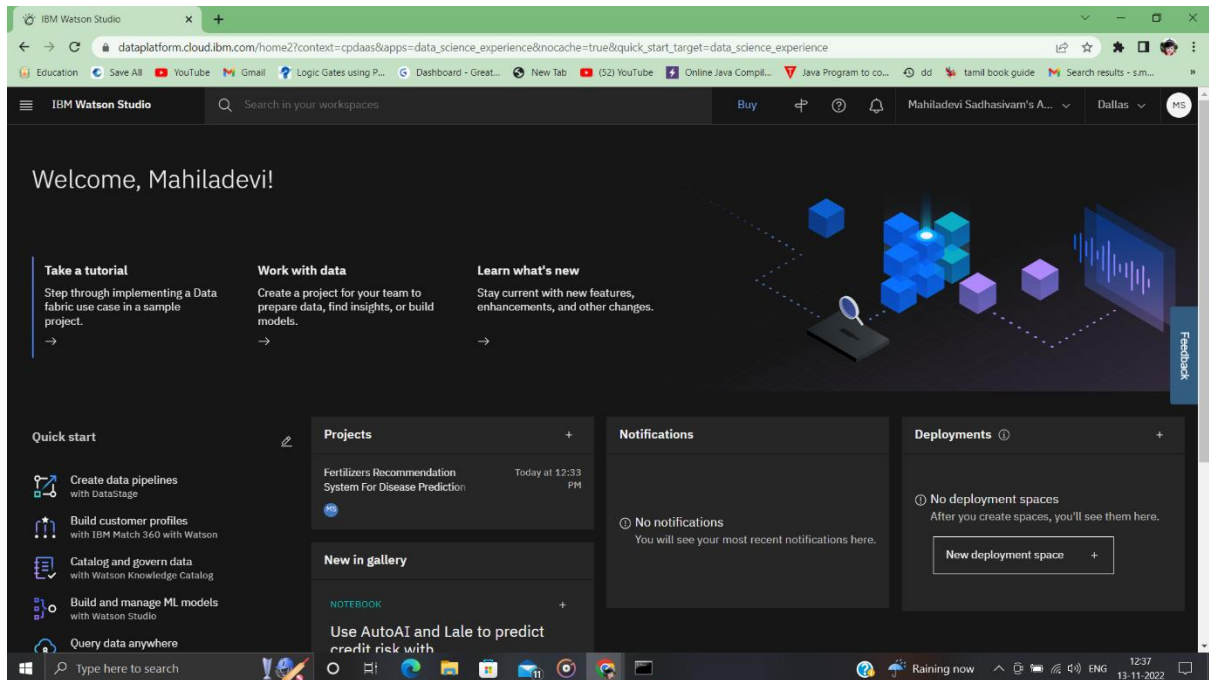 IBM Watson Studio
dataplatform.cloud.ibm.com/home2?context=cpdaas&apps=data_science_experience&nocache=true&quick_start_target=data_science_experience
Education Save All YouTube Gmail Logic Gates using P... Dashboard - Great... New Tab (52) YouTube Online Java Compil... Java Program to co... dd tamil book guide Search results - s.m...
IBM Watson Studio Search in your workspaces Buy Mahiladevi Sadhasivam's A... Dallas MS
Welcome, Mahiladevi!
Take a tutorial
Step through implementing a Data
fabric use case in a sample
project.
Work with data
Create a project for your team to
prepare data, find insights, or build
models.
Learn what's new
Stay current with new features,
enhancements, and other changes.
Feedback
Quick start
Create data pipelines
with DataStage
Build customer profiles
with IBM Match 360 with Watson
Catalog and govern data
with Watson Knowledge Catalog
Build and manage ML models
with Watson Studio
Query data anywhere
Projects
Fertilizers Recommendation
System For Disease Prediction
Today at 12:33
PM
MS
New in gallery
NOTEBOOK
Use AutoAI and Lale to predict
credit risk with
Notifications
No notifications
You will see your most recent notifications here.
Deployments
No deployment spaces
After you create spaces, you'll see them here.
New deployment space
Type here to search
11
Raining now
ENG
12:37
13-11-2022